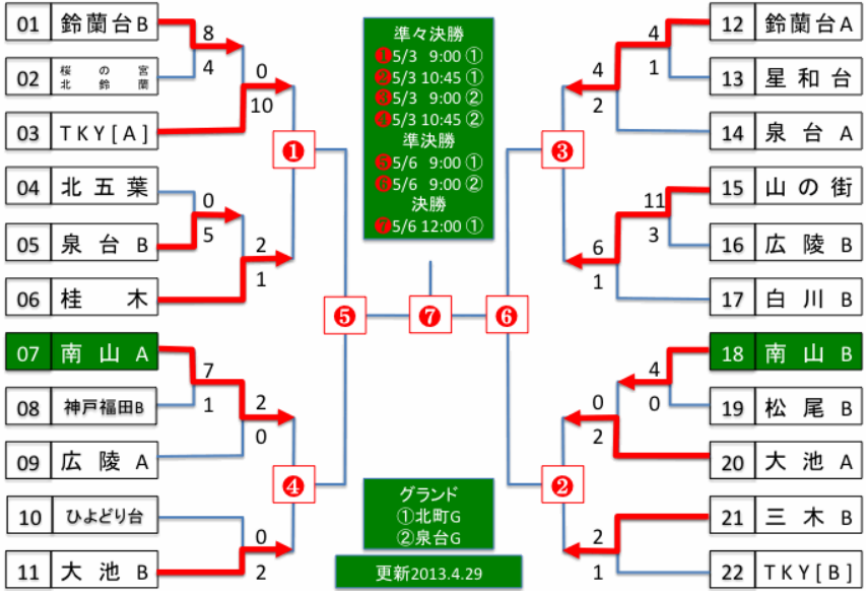 01 鈴蘭台B
02 桜の宮
北鈴蘭
03 TKY[A]
04 北五葉
05 泉台B
06 桂木
07 南山A
08 神戸福田B
09 広陵A
10 ひよどり台
11 大池B
8
4
0
10
0
5
2
1
7
1
2
0
0
2
❶
❹
❺
準々決勝
❶5/3 9:00 ①
❷5/3 10:45 ①
❸5/3 9:00 ②
❹5/3 10:45 ②
準決勝
❺5/6 9:00 ①
❻5/6 9:00 ②
決勝
❼5/6 12:00 ①
❼
グランド
①北町G
②泉台G
更新2013.4.29
❸
❻
❷
4
1
4
2
11
3
6
1
4
0
0
2
2
1
12 鈴蘭台A
13 星和台
14 泉台A
15 山の街
16 広陵B
17 白川B
18 南山B
19 松尾B
20 大池A
21 三木B
22 TKY[B]